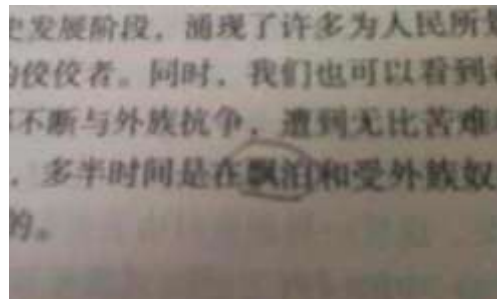 史发展阶段，涌现了许多为人民所
的佼佼者。同时，我们也可以看到
不断与外族抗争，遭到无比苦难
，多半时间是在飘泊和受外族奴
的。